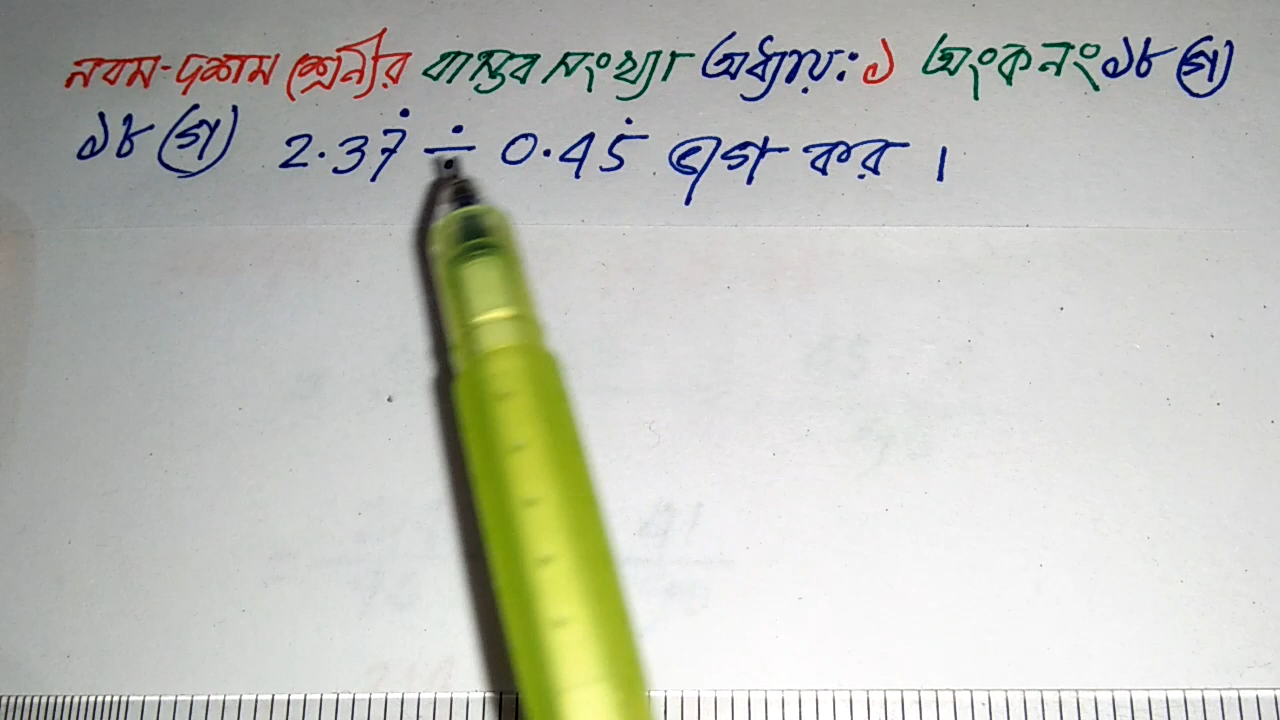 নবম-দশম শ্রেনীর বাস্তব সংখ্যা অধ্যায়:১ অংক নং ১৮ (গ)
১৮ (গ) 2.37̇ ÷ 0.45̇ ভাগ কর।